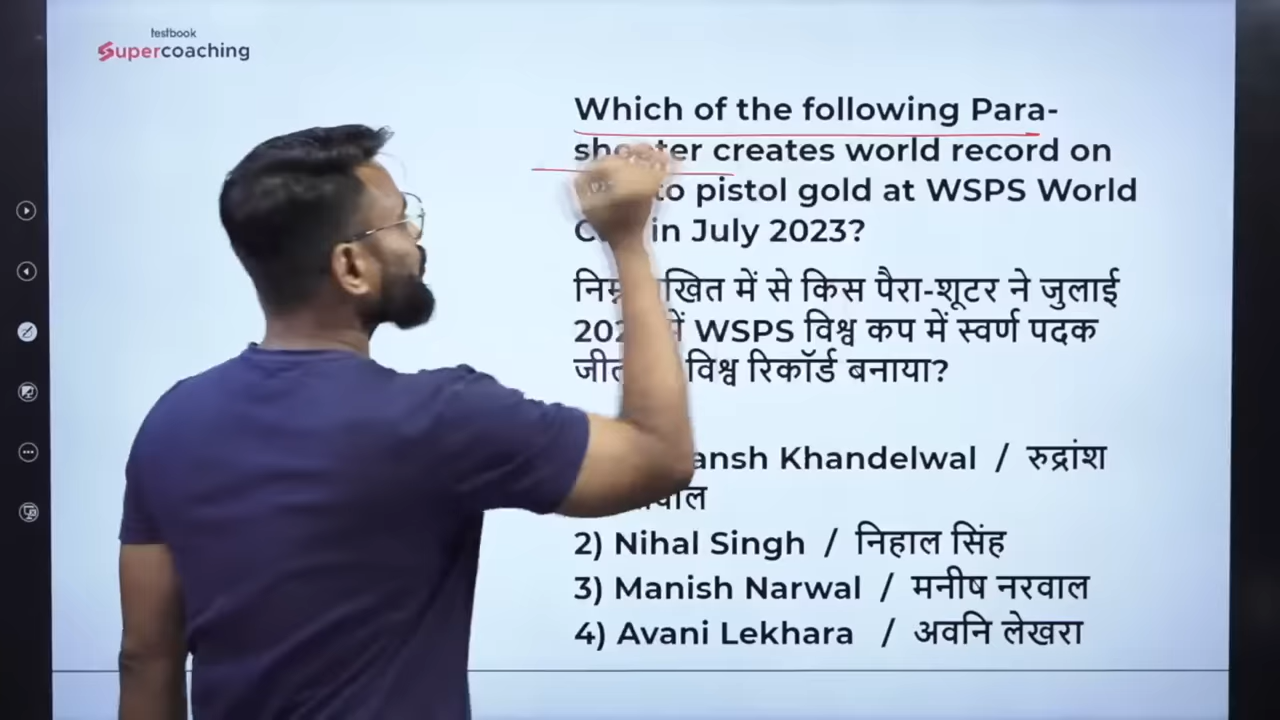 testbook
Supercoaching
Which of the following Para-
shooter creates world record on
to pistol gold at WSPS World
in July 2023?
में से किस पैरा-शूटर ने जुलाई
WSPS विश्व कप में स्वर्ण पदक
विश्व रिकॉर्ड बनाया?
Khandelwal / रुद्रांश
2) Nihal Singh / निहाल सिंह
3) Manish Narwal / मनीष नरवाल
4) Avani Lekhara / अवनि लेखरा